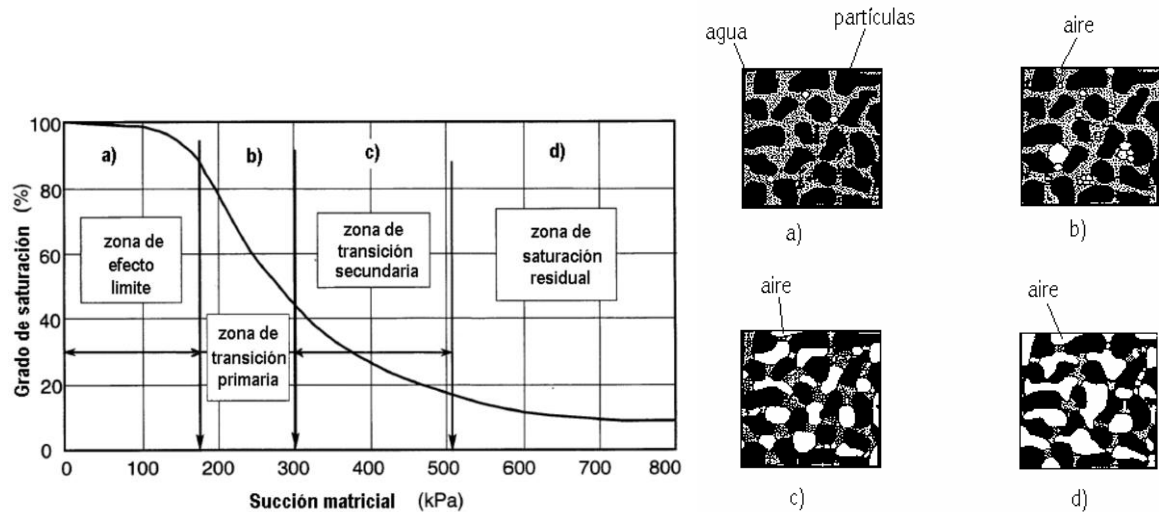 100
80
60
40
20
0
Grado de saturación (%)
a)
b)
c)
d)
zona de
efecto
limite
zona de
transición
primaria
zona de
transición
secundaria
zona de
saturación
residual
0 100 200 300 400 500 600 700 800
Succión matricial (kPa)
agua
partículas
a)
aire
b)
aire
c)
aire
d)